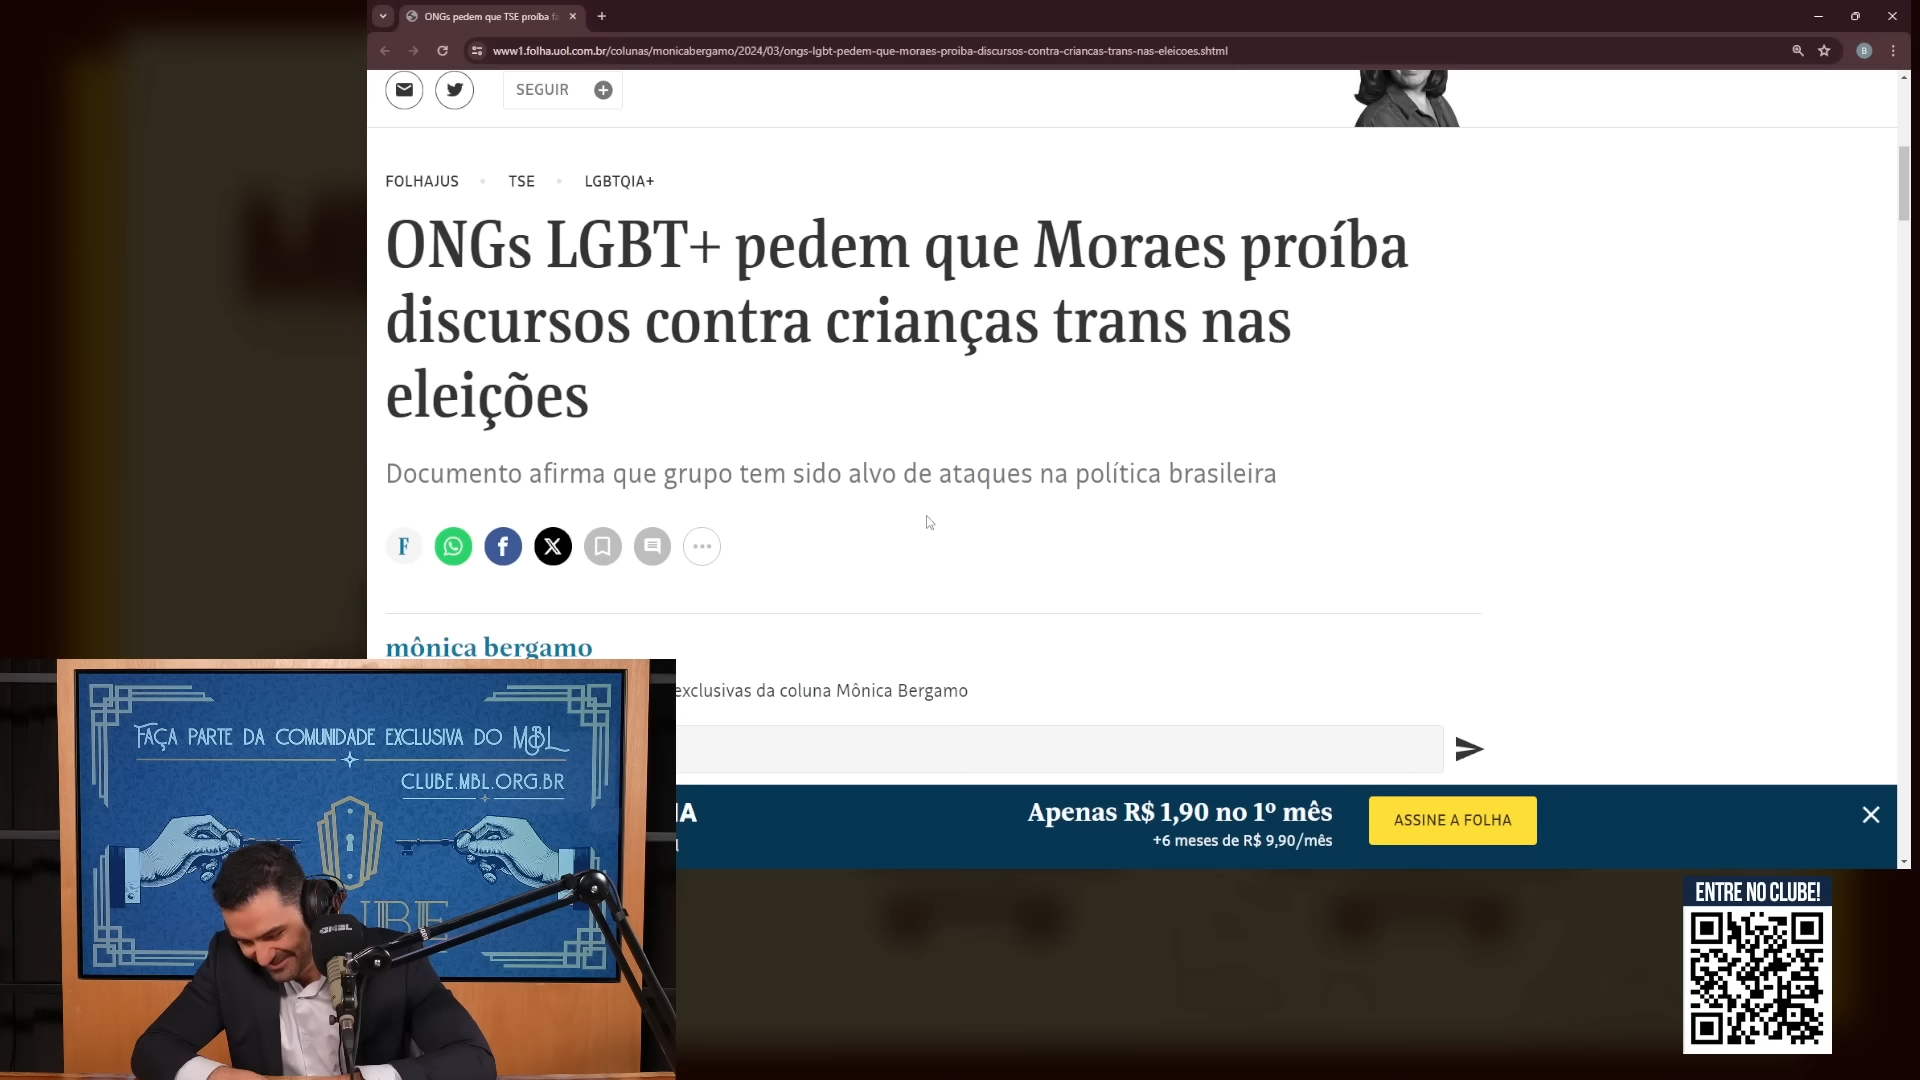 ONGs pedem que TSE proíba fa
www1.folha.uol.com.br/colunas/monicabergamo/2024/03/ongs-lgbt-pedem-que-moraes-proiba-discursos-contra-criancas-trans-nas-eleicoes.shtml
B
SEGUIR
FOLHAJUS • TSE • LGBTQIA+
ONGs LGBT+ pedem que Moraes proíba
discursos contra crianças trans nas
eleições
Documento afirma que grupo tem sido alvo de ataques na política brasileira
F
mônica bergamo
exclusivas da coluna Mônica Bergamo
Apenas R$ 1,90 no 1º mês
+6 meses de R$ 9,90/mês
ASSINE A FOLHA
FAÇA PARTE DA COMUNIDADE EXCLUSIVA DO MBL
CLUBE.MBL.ORG.BR
MBL
ENTRE NO CLUBE!